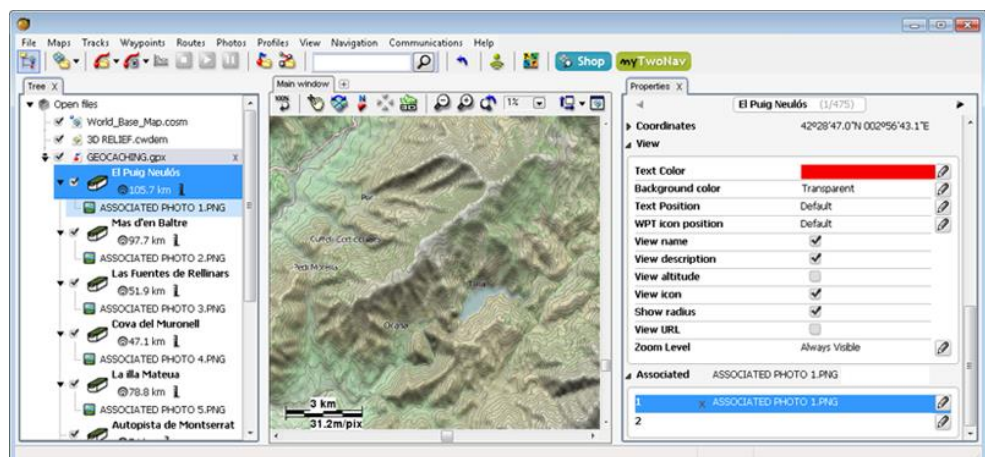 File Maps Tracks Waypoints Routes Photos Profiles View Navigation Communications Help
Shop
myTwoNav
Tree X
Open files
World_Base_Map.cosm
3D RELIEF.cwdem
GEOCACHING.gpx x
El Puig Neulós
105.7 km
ASSOCIATED PHOTO 1.PNG
Mas d'en Baltre
97.7 km
ASSOCIATED PHOTO 2.PNG
Las Fuentes de Rellinars
51.9 km
ASSOCIATED PHOTO 3.PNG
Cova del Muronell
47.1 km
ASSOCIATED PHOTO 4.PNG
La illa Mateua
78.8 km
ASSOCIATED PHOTO 5.PNG
Autopista de Montserrat
Main window
100%
1%
Ocaña
3 km
31.2m/pix
Properties X
El Puig Neulós (1/475)
Coordinates 42º28'47.0"N 002º56'43.1"E
View
Text Color
Background color Transparent
Text Position Default
WPT icon position Default
View name
View description
View altitude
View icon
Show radius
View URL
Zoom Level Always Visible
Associated ASSOCIATED PHOTO 1.PNG
1 x ASSOCIATED PHOTO 1.PNG
2